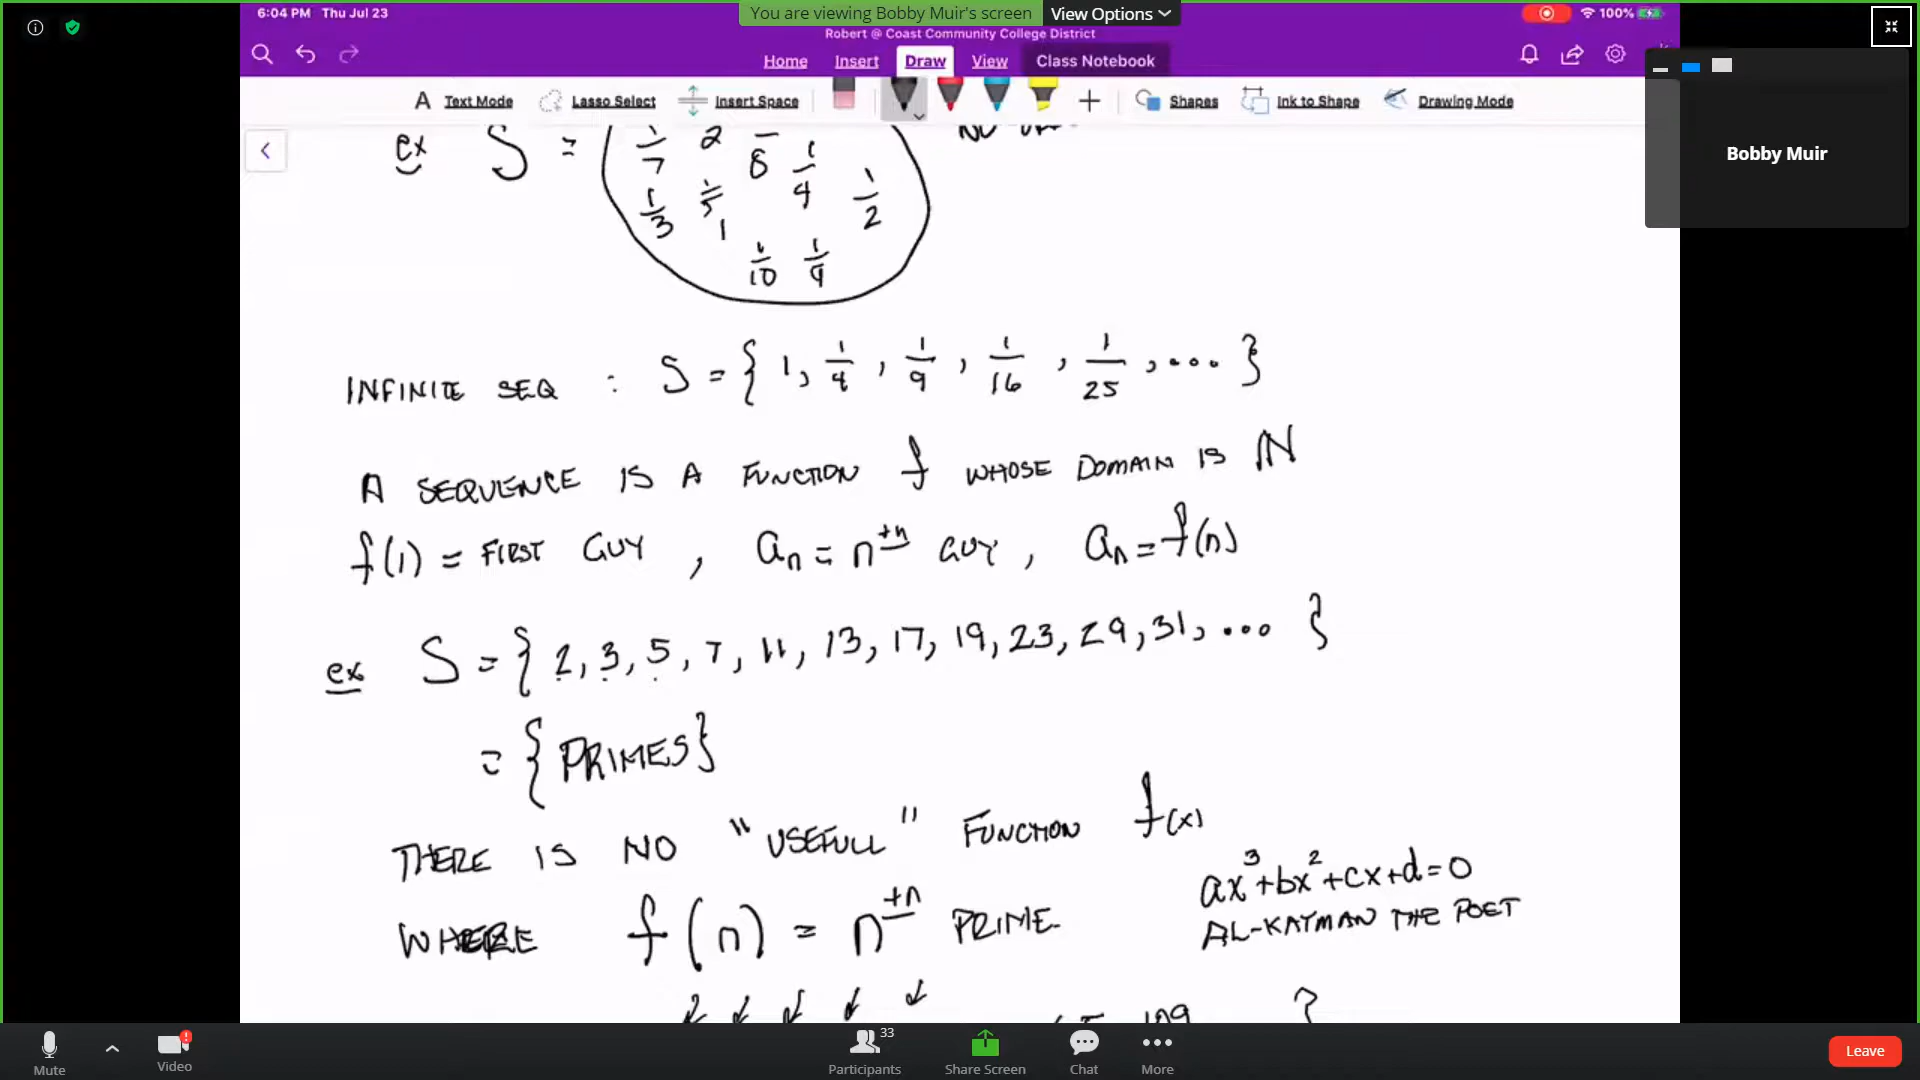 6:04 PM Thu Jul 23
You are viewing Bobby Muir's screen View Options
100%
Robert @ Coast Community College District
Home Insert Draw View Class Notebook
Text Mode Lasso Select Insert Space Shapes Ink to Shape Drawing Mode
Bobby Muir
ex S = 1/7 2 8 1/4 1/3 1/5 1 1/2 1/10 1/9
INFINITE SEQ : S = { 1, 1/4, 1/9, 1/16, 1/25, .... }
A SEQUENCE IS A FUNCTION f WHOSE DOMAIN IS ℕ
f(1) = FIRST GUY, aₙ = n^th GUY, aₙ = f(n)
ex S = { 2, 3, 5, 7, 11, 13, 17, 19, 23, 29, 31, ... }
= {PRIMES}
THERE IS NO "USEFULL" FUNCTION f(x)
WHERE f(n) = n^th PRIME
ax³+bx²+cx+d=0
AL-KAYMAN THE POET
109
Mute
Video
33
Participants
Share Screen
Chat
More
Leave